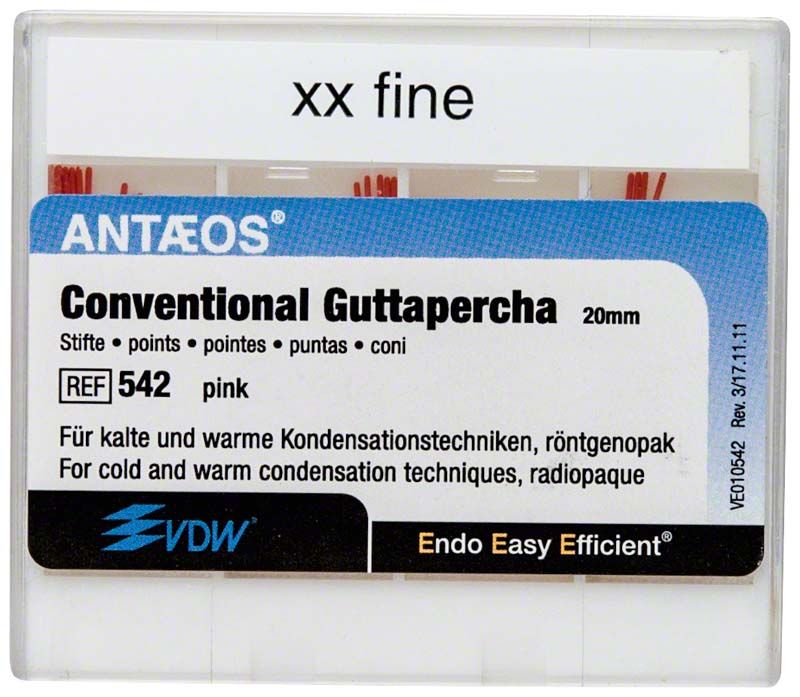 xx fine
ANTÆOS®
Conventional Guttapercha 20mm
Stifte • points • pointes • puntas • coni
REF 542 pink
Für kalte und warme Kondensationstechniken, röntgenopak
For cold and warm condensation techniques, radiopaque
VDW®
Endo Easy Efficient®
VE010542 Rev. 3/17.11.11